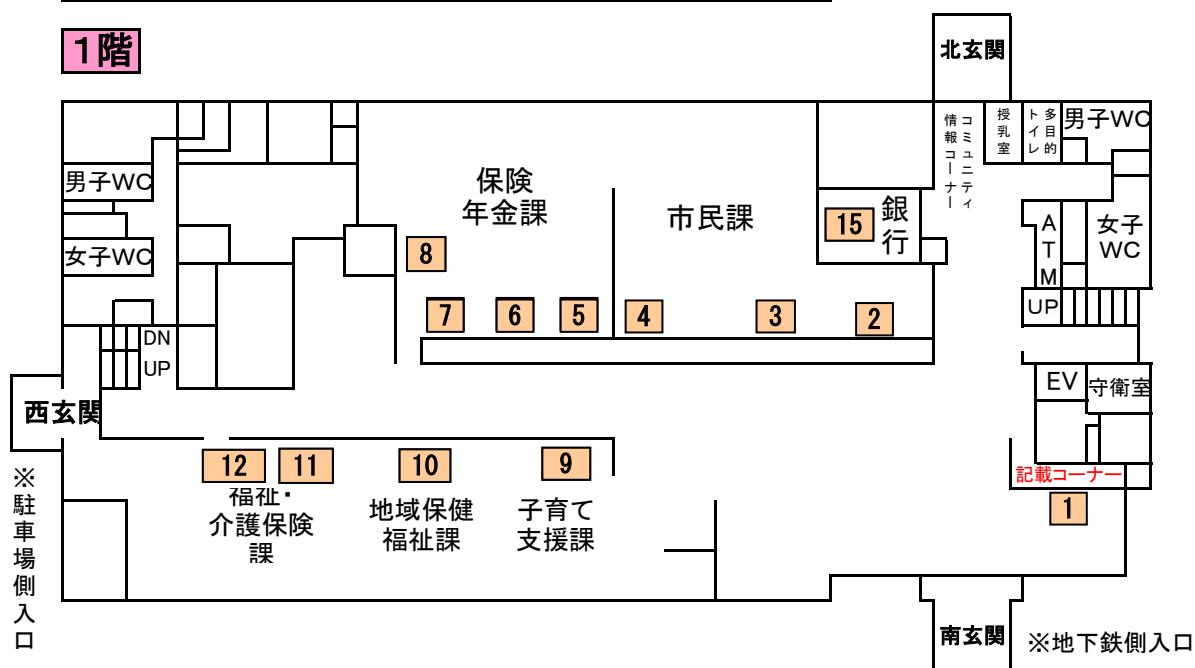 1階
北玄関
コミュニティ
情報コーナー
授乳室
多目的
トイレ
男子WC
男子WC
女子WC
保険
年金課
市民課
15
銀行
ATM
女子
WC
8
7
6
5
4
3
2
UP
DN
UP
EV
守衛室
西玄関
※駐車場側入口
12
11
10
9
福祉・
介護保険
課
地域保健
福祉課
子育て
支援課
記載コーナー
1
南玄関
※地下鉄側入口